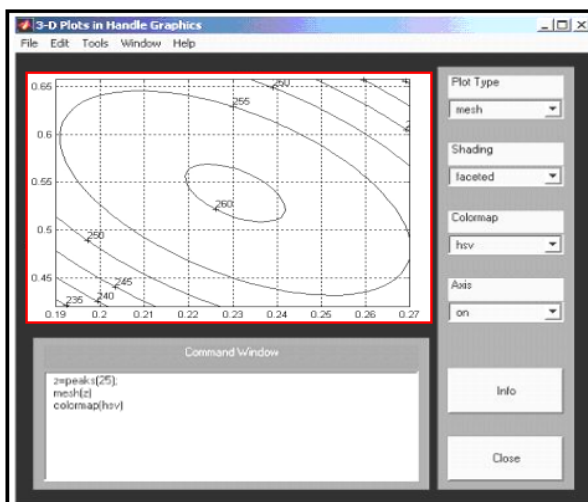 3-D Plots in Handle Graphics
File Edit Tools Window Help
0.65
0.6
0.55
0.5
0.45
250
255
260
250
245
240
235
0.19 0.2 0.21 0.22 0.23 0.24 0.25 0.26 0.27
Plot Type
mesh
Shading
faceted
Colormap
hsv
Axis
on
Info
Close
Command Window
z=peaks(25);
mesh(z)
colormap(hsv)